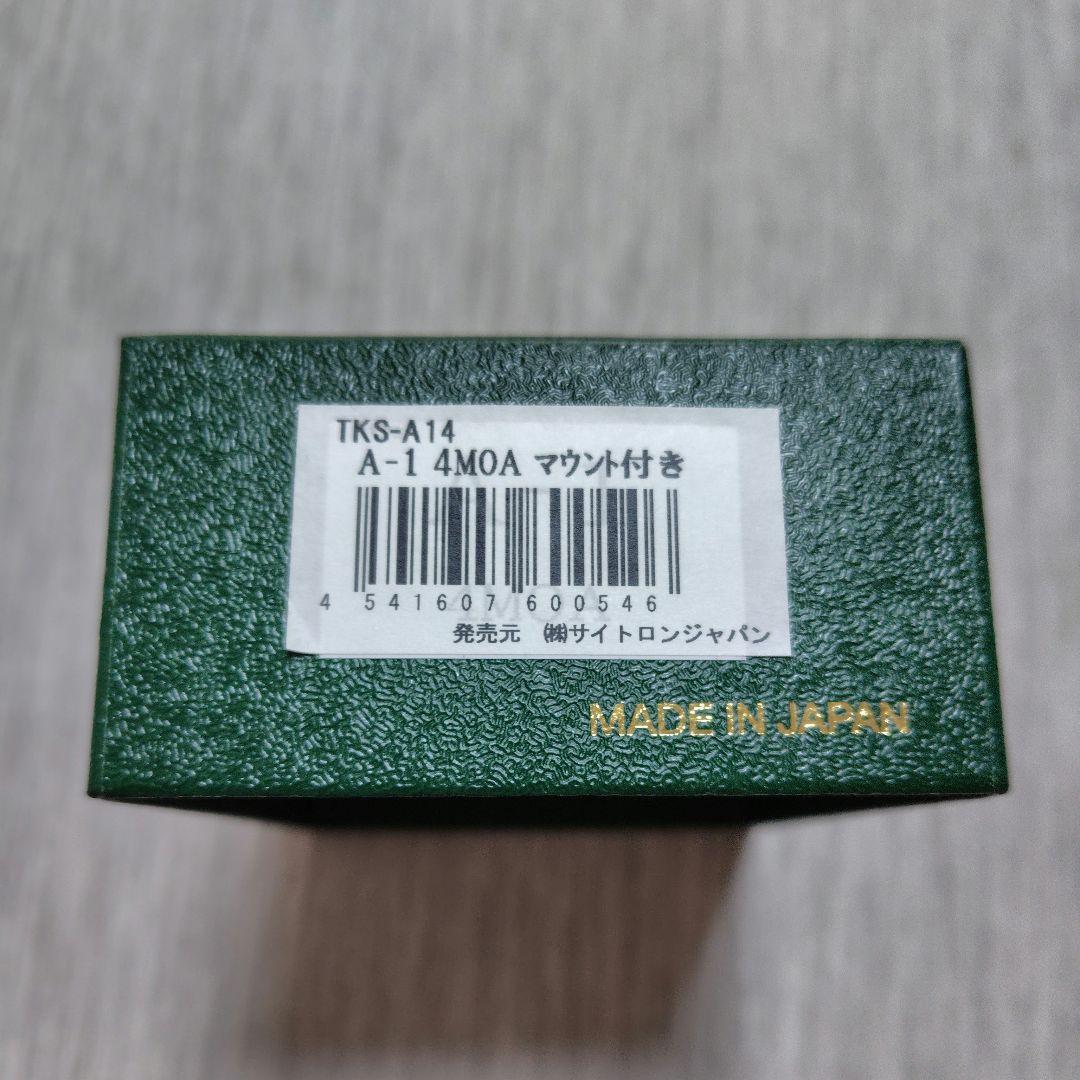 TKS-A14
A-1 4MOA マウント付き
4 541607 600546
4MOA
発売元 ㈱サイトロンジャパン
MADE IN JAPAN